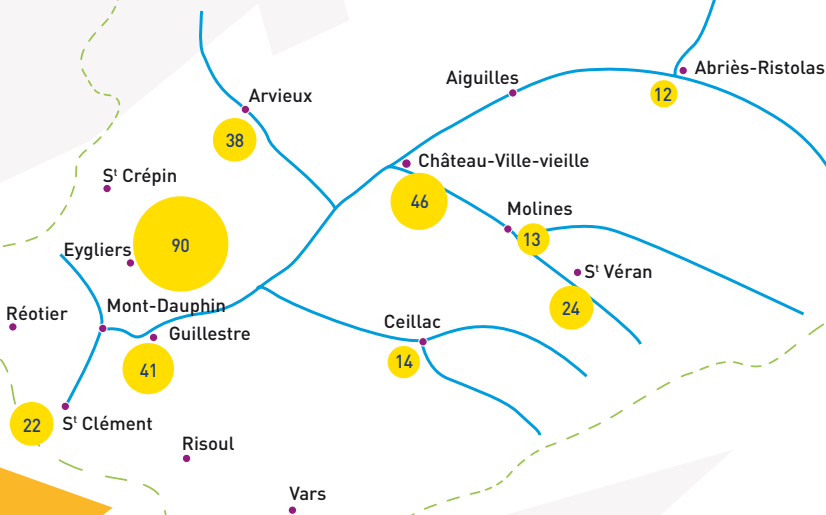 Abriès-Ristolas
Aiguilles
12
Arvieux
38
Château-Ville-vieille
Sᵗ Crépin
46
Molines
90
13
Eygliers
Sᵗ Véran
Mont-Dauphin
24
Réotier
Ceillac
Guillestre
14
41
22
Sᵗ Clément
Risoul
Vars